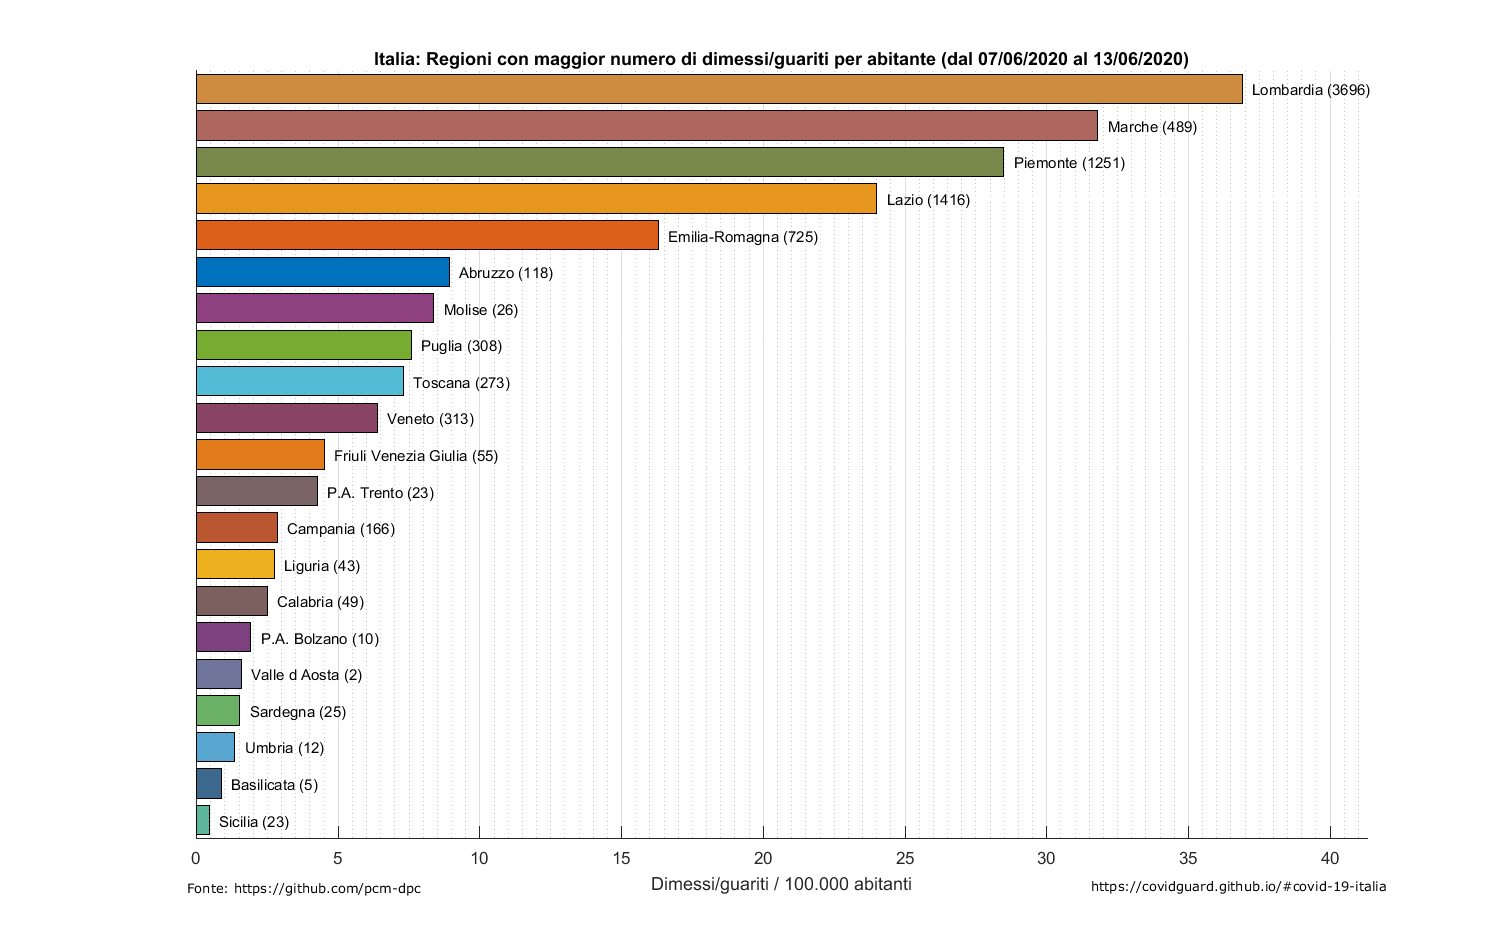 Italia: Regioni con maggior numero di dimessi/guariti per abitante (dal 07/06/2020 al 13/06/2020)
Lombardia (3696)
Marche (489)
Piemonte (1251)
Lazio (1416)
Emilia-Romagna (725)
Abruzzo (118)
Molise (26)
Puglia (308)
Toscana (273)
Veneto (313)
Friuli Venezia Giulia (55)
P.A. Trento (23)
Campania (166)
Liguria (43)
Calabria (49)
P.A. Bolzano (10)
Valle d Aosta (2)
Sardegna (25)
Umbria (12)
Basilicata (5)
Sicilia (23)
0 5 10 15 20 25 30 35 40
Dimessi/guariti / 100.000 abitanti
Fonte: https://github.com/pcm-dpc
https://covidguard.github.io/#covid-19-italia